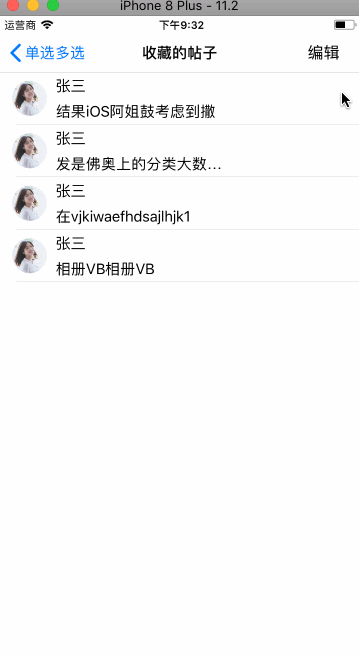 iPhone 8 Plus - 11.2
运营商 下午9:32
单选多选 收藏的帖子 编辑
张三
结果iOS阿姐鼓考虑到撒
张三
发是佛奥上的分类大数...
张三
在vjkiwaefhdsajlhjk1
张三
相册VB相册VB